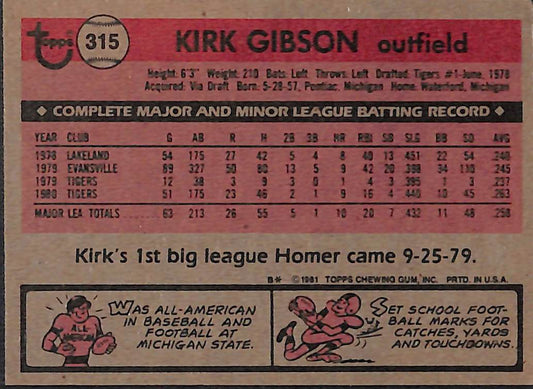 Topps 315 KIRK GIBSON outfield
Height: 6'3" Weight: 210 Bats: Left Throws: Left Drafted: Tigers #1-June, 1978
Acquired: Via Draft Born: 5-28-57, Pontiac, Michigan Home: Waterford, Michigan
◆ COMPLETE MAJOR AND MINOR LEAGUE BATTING RECORD ◆
YEAR CLUB G AB R H 2B 3B HR RBI SB SLG BB SO AVG
1978 LAKELAND 54 175 27 42 5 4 8 40 13 .451 22 54 .240
1979 EVANSVILLE 89 327 50 80 13 5 9 42 20 .398 34 110 .245
1979 TIGERS 12 38 3 9 3 0 1 4 3 .395 1 3 .237
1980 TIGERS 51 175 23 46 2 1 9 16 4 .440 10 45 .263
MAJOR LEA. TOTALS 63 213 26 55 5 1 10 20 7 .432 11 48 .258
Kirk's 1st big league Homer came 9-25-79.
B* ©1981 TOPPS CHEWING GUM, INC. PRTD. IN U.S.A.
WAS ALL-AMERICAN
IN BASEBALL AND
FOOTBALL AT
MICHIGAN STATE.
ALL
AMERICAN
SET SCHOOL FOOT-
BALL MARKS FOR
CATCHES, YARDS
AND TOUCHDOWNS.